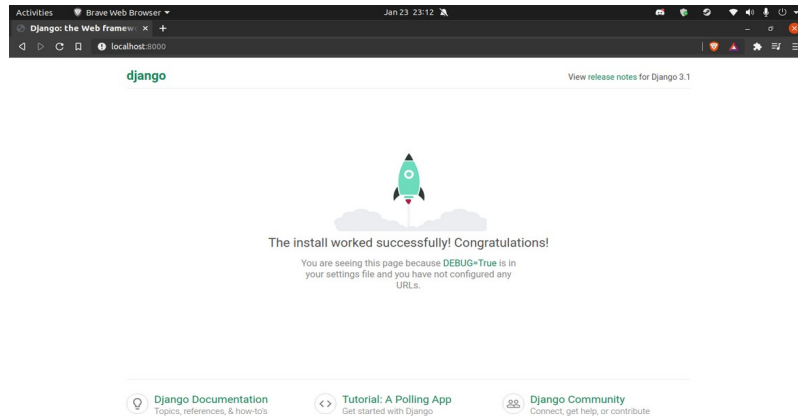 Activities Brave Web Browser Jan 23 23:12
Django: the Web framew
localhost:8000
django View release notes for Django 3.1
The install worked successfully! Congratulations!
You are seeing this page because DEBUG=True is in
your settings file and you have not configured any
URLs.
Django Documentation
Topics, references, & how-to's
Tutorial: A Polling App
Get started with Django
Django Community
Connect, get help, or contribute